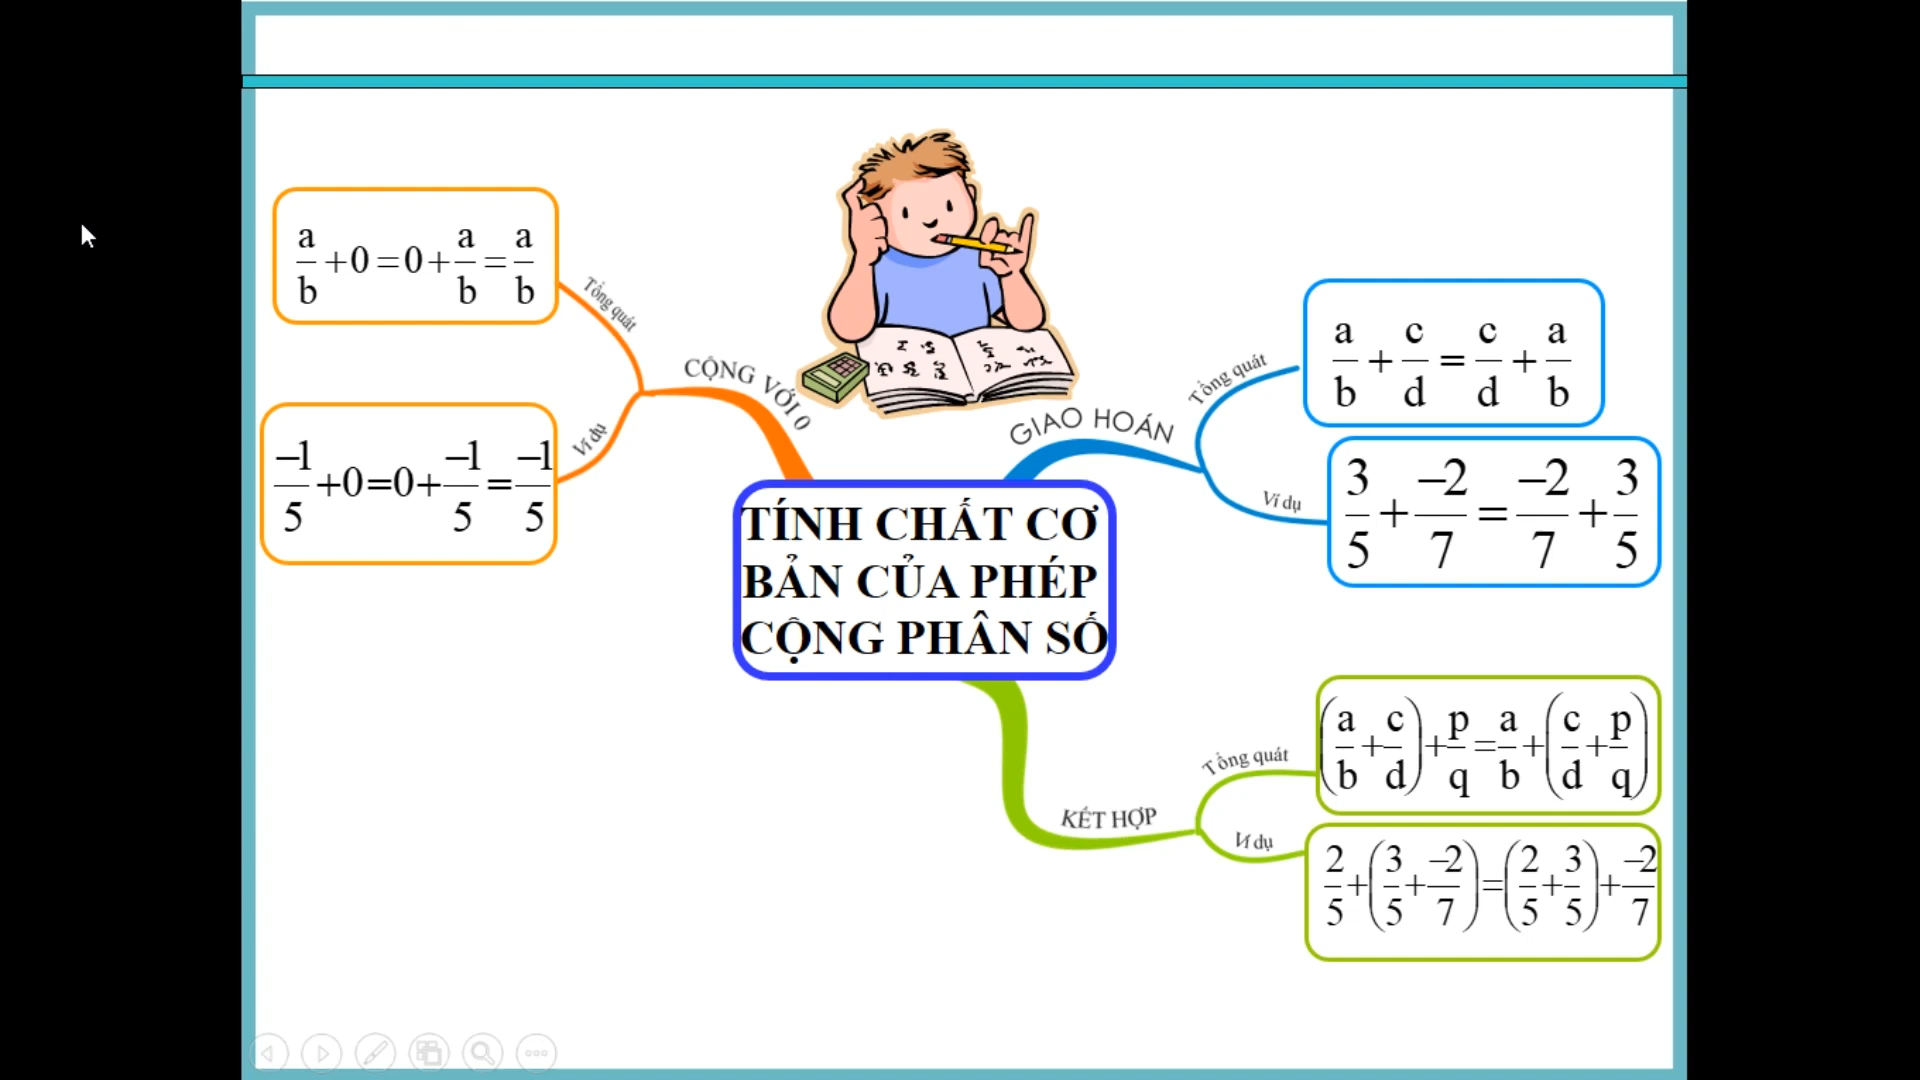 CỘNG VỚI 0
Tổng quát
a/b + 0 = 0 + a/b = a/b
Ví dụ
−1/5 + 0 = 0 + −1/5 = −1/5
GIAO HOÁN
Tổng quát
a/b + c/d = c/d + a/b
Ví dụ
3/5 + −2/7 = −2/7 + 3/5
TÍNH CHẤT CƠ
BẢN CỦA PHÉP
CỘNG PHÂN SỐ
KẾT HỢP
Tổng quát
(a/b + c/d) + p/q = a/b + (c/d + p/q)
Ví dụ
2/5 + (3/5 + −2/7) = (2/5 + 3/5) + −2/7